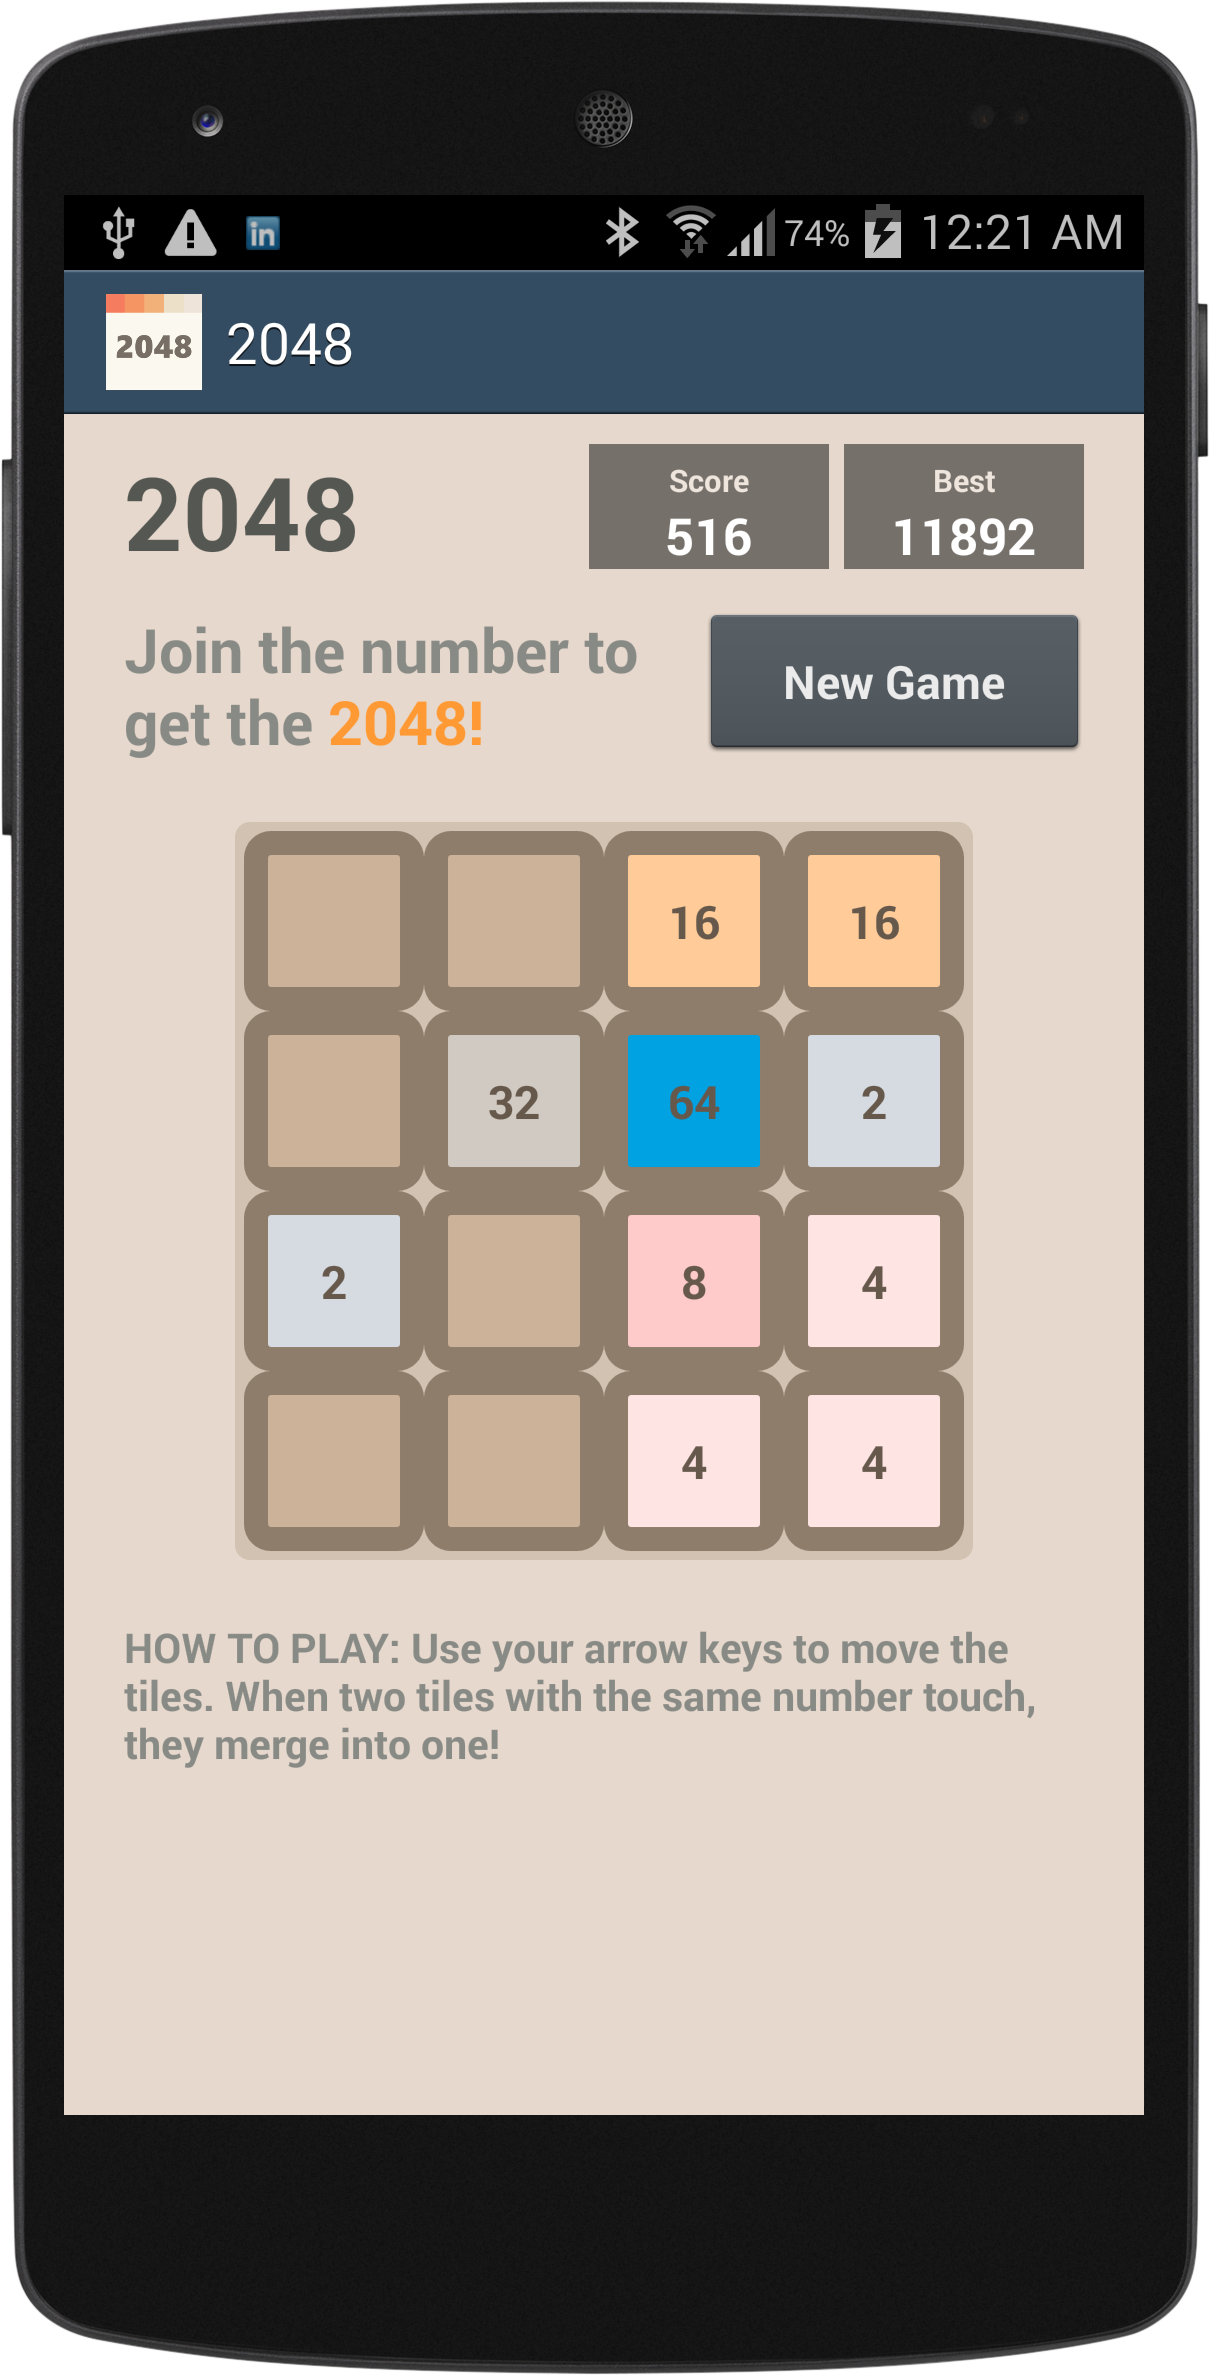 in
74%
12:21 AM
2048
2048
2048
Score
516
Best
11892
Join the number to
get the 2048!
New Game
16 16
32 64 2
2 8 4
4 4
HOW TO PLAY: Use your arrow keys to move the
tiles. When two tiles with the same number touch,
they merge into one!